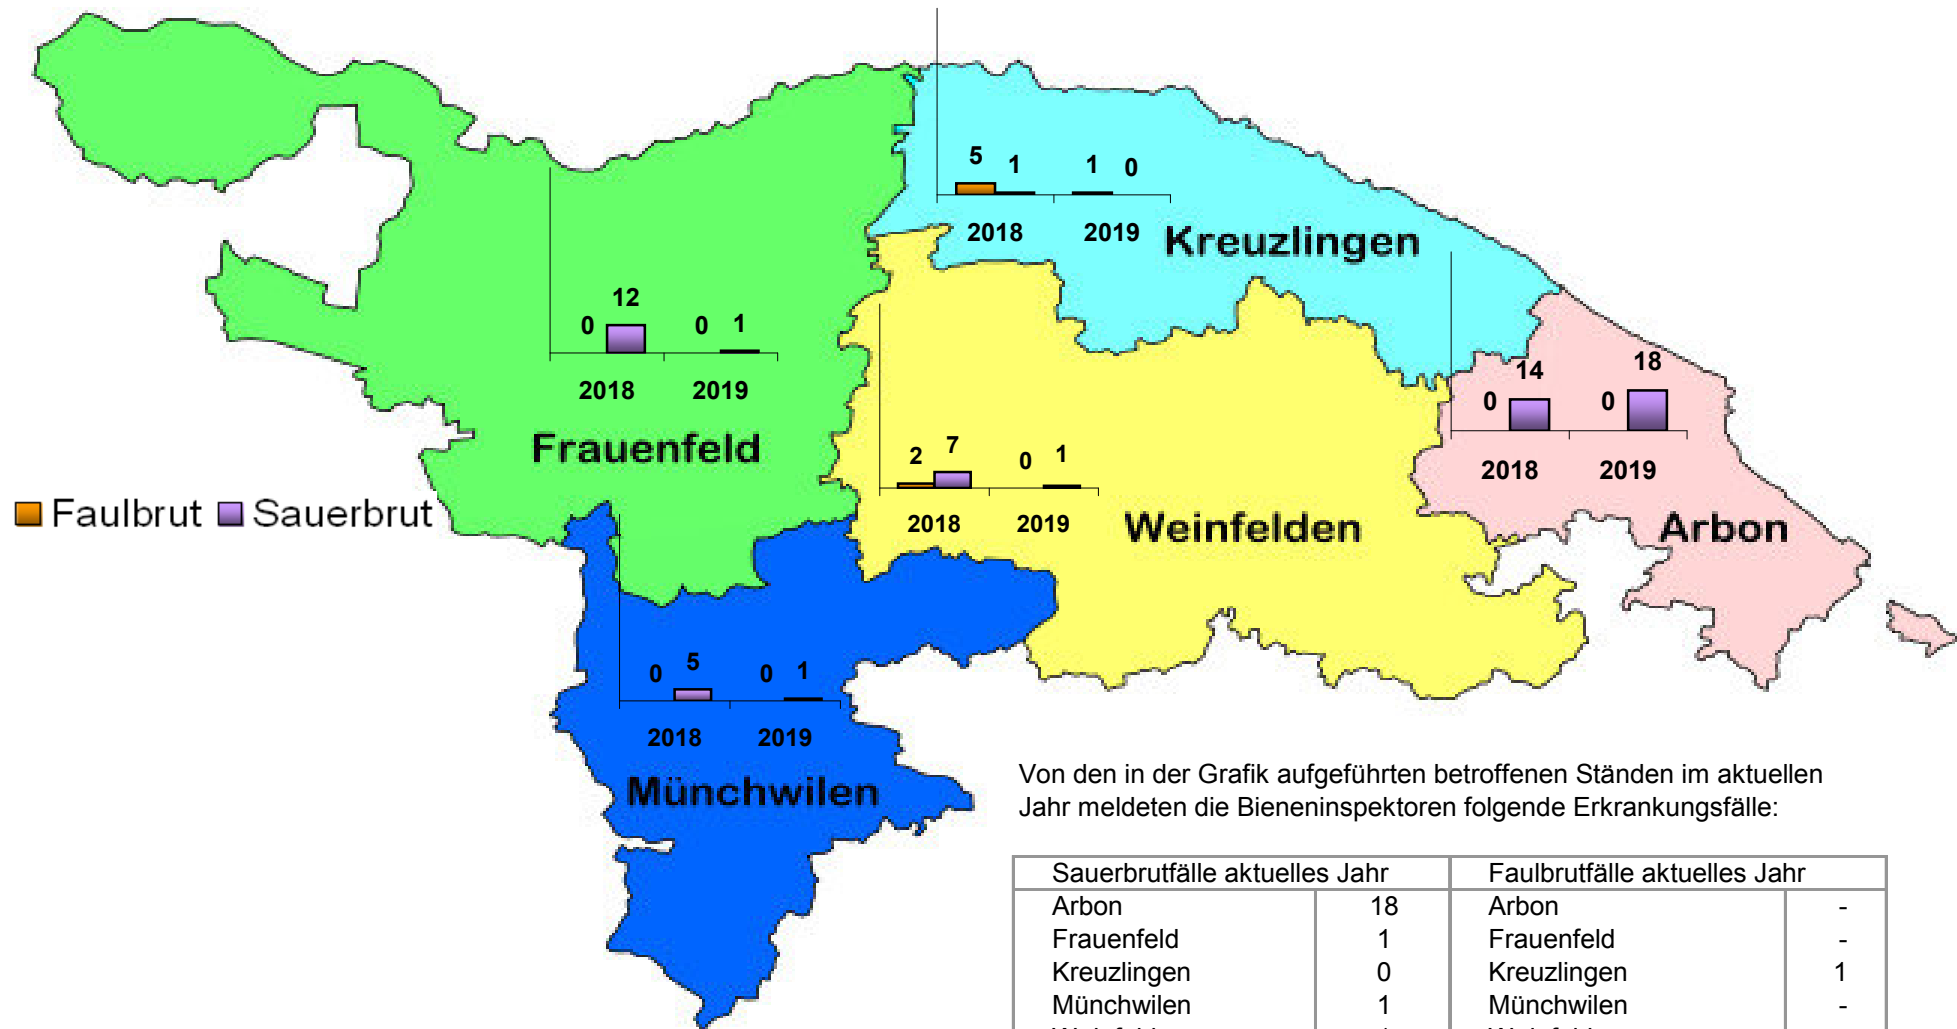 5 1 1 0
2018 2019
Kreuzlingen
12
0 0 1
2018 2019
Frauenfeld
14 18
0 0
2018 2019
Arbon
2 7 0 1
2018 2019
Weinfelden
Faulbrut Sauerbrut
0 5 0 1
2018 2019
Münchwilen
Von den in der Grafik aufgeführten betroffenen Ständen im aktuellen
Jahr meldeten die Bieneninspektoren folgende Erkrankungsfälle:
Sauerbrutfälle aktuelles Jahr Faulbrutfälle aktuelles Jahr
Arbon 18 Arbon -
Frauenfeld 1 Frauenfeld -
Kreuzlingen 0 Kreuzlingen 1
Münchwilen 1 Münchwilen -